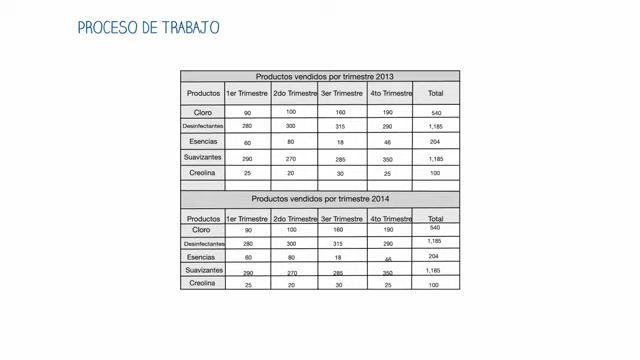 PROCESO DE TRABAJO
Productos vendidos por trimestre 2013
Productos 1er Trimestre 2do Trimestre 3er Trimestre 4to Trimestre Total
Cloro 90 100 160 190 540
Desinfectantes 280 300 315 290 1,185
Esencias 60 80 18 46 204
Suavizantes 290 270 285 350 1,185
Creolina 25 20 30 25 100
Productos vendidos por trimestre 2014
Productos 1er Trimestre 2do Trimestre 3er Trimestre 4to Trimestre Total
Cloro 90 100 160 190 540
Desinfectantes 280 300 315 290 1,185
Esencias 60 80 18 46 204
Suavizantes 290 270 285 350 1,185
Creolina 25 20 30 25 100